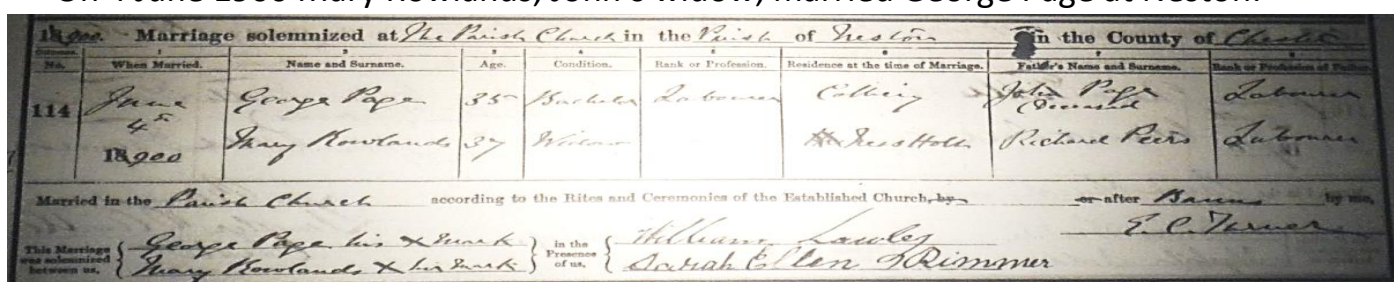 On 4 June 1900 Mary Rowlands, John's widow, married George Page at Neston.
1900. Marriage solemnized at The Parish Church in the Parish of Neston in the County of Chester
No. When Married. Name and Surname. Age. Condition. Rank or Profession. Residence at the time of Marriage. Father's Name and Surname. Rank or Profession of Father.
114 June 4th 1900
George Page 35 Bachelor Labourer Colliery John Page (Deceased) Labourer
Mary Rowlands 37 Widow Ness Holt Richard Peers Labourer
Married in the Parish Church according to the Rites and Ceremonies of the Established Church, by or after Banns by me,
This Marriage was solemnized between us, George Page his x mark in the Presence of us, William Lawley E. C. Turner
Mary Rowlands x her mark Sarah Ellen Rimmer